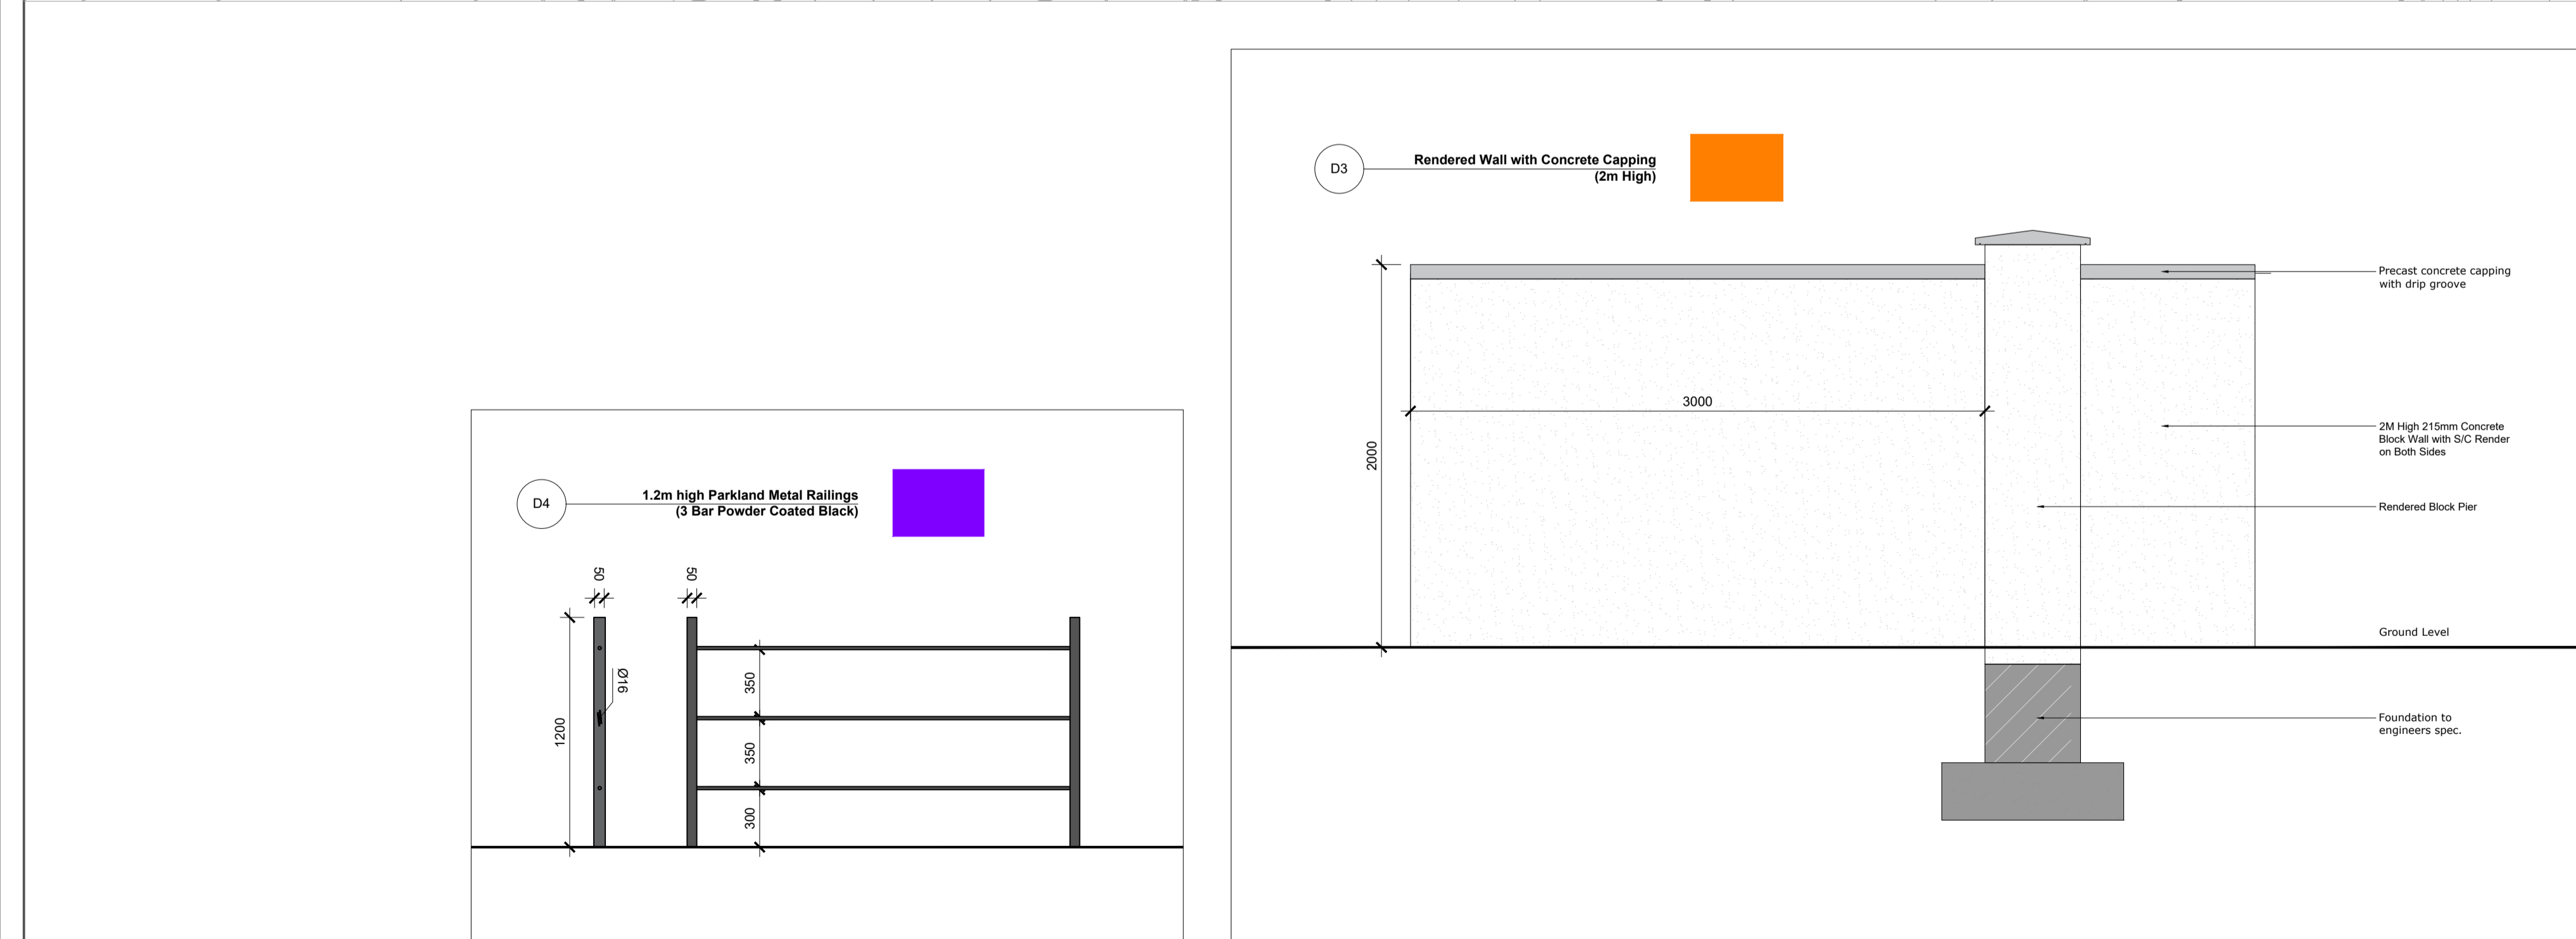 D3
Rendered Wall with Concrete Capping
(2m High)
Precast concrete capping
with drip groove
3000
2000
2M High 215mm Concrete
Block Wall with S/C Render
on Both Sides
Rendered Block Pier
Ground Level
Foundation to
engineers spec.
D4
1.2m high Parkland Metal Railings
(3 Bar Powder Coated Black)
50
50
Ø16
1200
350
350
300